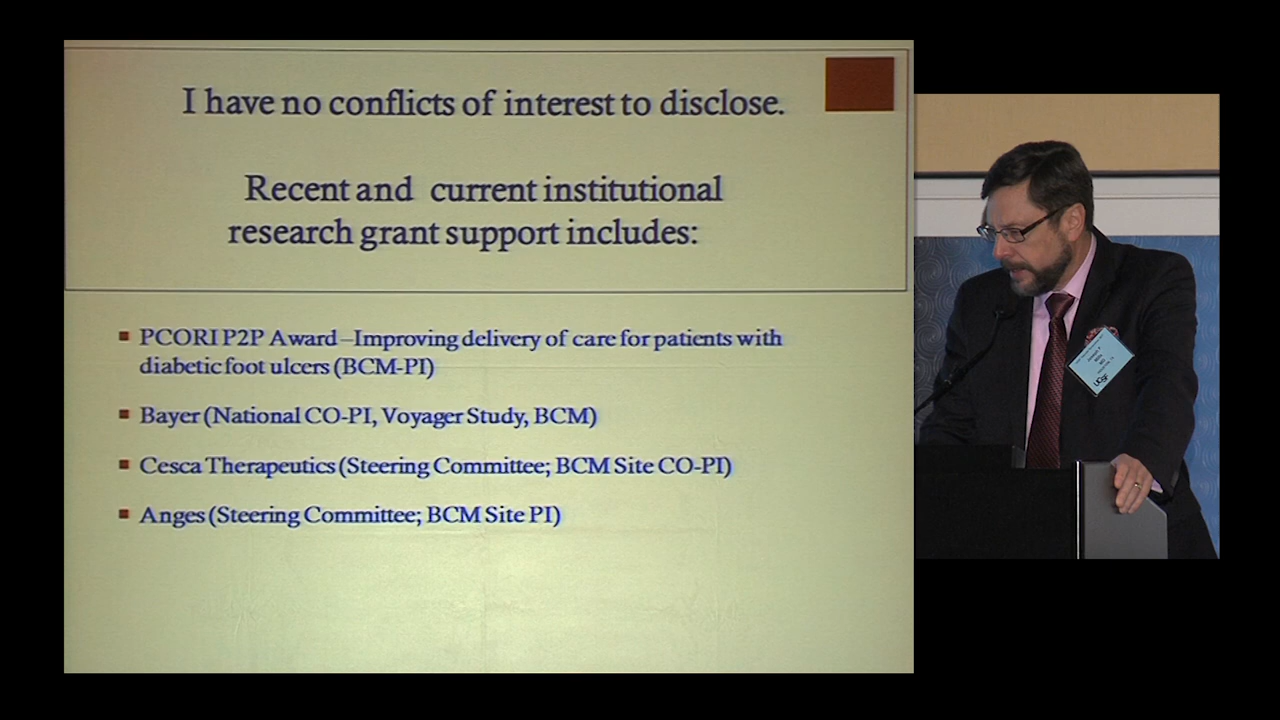 I have no conflicts of interest to disclose.
Recent and current institutional
research grant support includes:
PCORI P2P Award –Improving delivery of care for patients with
diabetic foot ulcers (BCM-PI)
Bayer (National CO-PI, Voyager Study, BCM)
Cesca Therapeutics (Steering Committee; BCM Site CO-PI)
Anges (Steering Committee; BCM Site PI)
UCSF